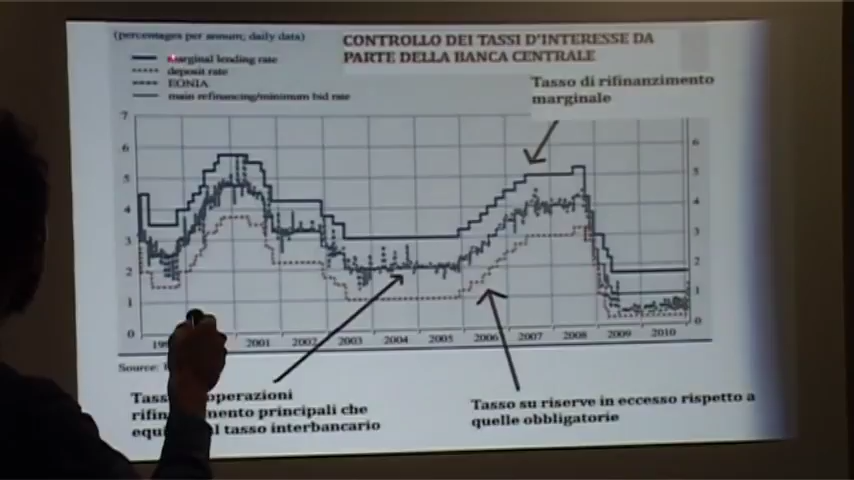 (percentages per annum; daily data)
CONTROLLO DEI TASSI D'INTERESSE DA
PARTE DELLA BANCA CENTRALE
marginal lending rate
deposit rate
EONIA
main refinancing/minimum bid rate
Tasso di rifinanzimento
marginale
7
6
5
4
3
2
1
0
6
5
4
3
2
1
0
2001 2002 2003 2004 2005 2006 2007 2008 2009 2010
Source:
operazioni
principali che
tasso interbancario
Tasso su riserve in eccesso rispetto a
quelle obbligatorie